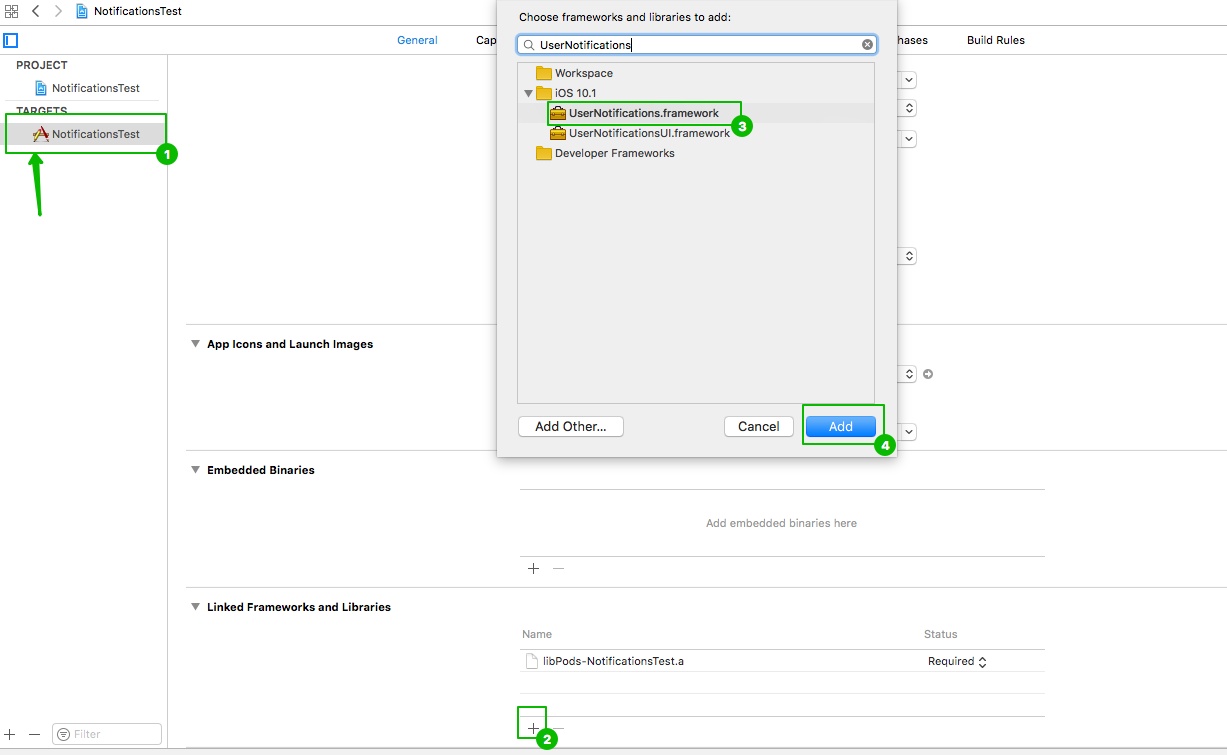 NotificationsTest
General
Cap
hases
Build Rules
PROJECT
NotificationsTest
TARGETS
NotificationsTest
1
Choose frameworks and libraries to add:
UserNotifications
Workspace
iOS 10.1
UserNotifications.framework
3
UserNotificationsUI.framework
Developer Frameworks
Add Other...
Cancel
Add
4
App Icons and Launch Images
Embedded Binaries
Add embedded binaries here
Linked Frameworks and Libraries
Name Status
libPods-NotificationsTest.a Required
2
Filter